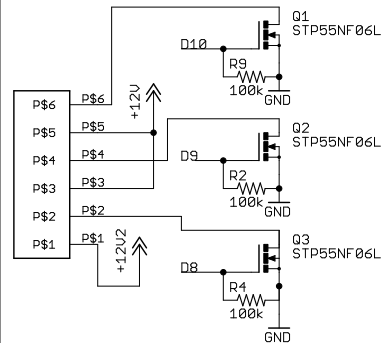 Q1
STP55NF06L
D10
R9
100k
GND
+12V
P$6 P$6
P$5 P$5
P$4 P$4
P$3 P$3
P$2 P$2
P$1 P$1
+12V2
Q2
STP55NF06L
D9
R2
100k
GND
Q3
STP55NF06L
D8
R4
100k
GND